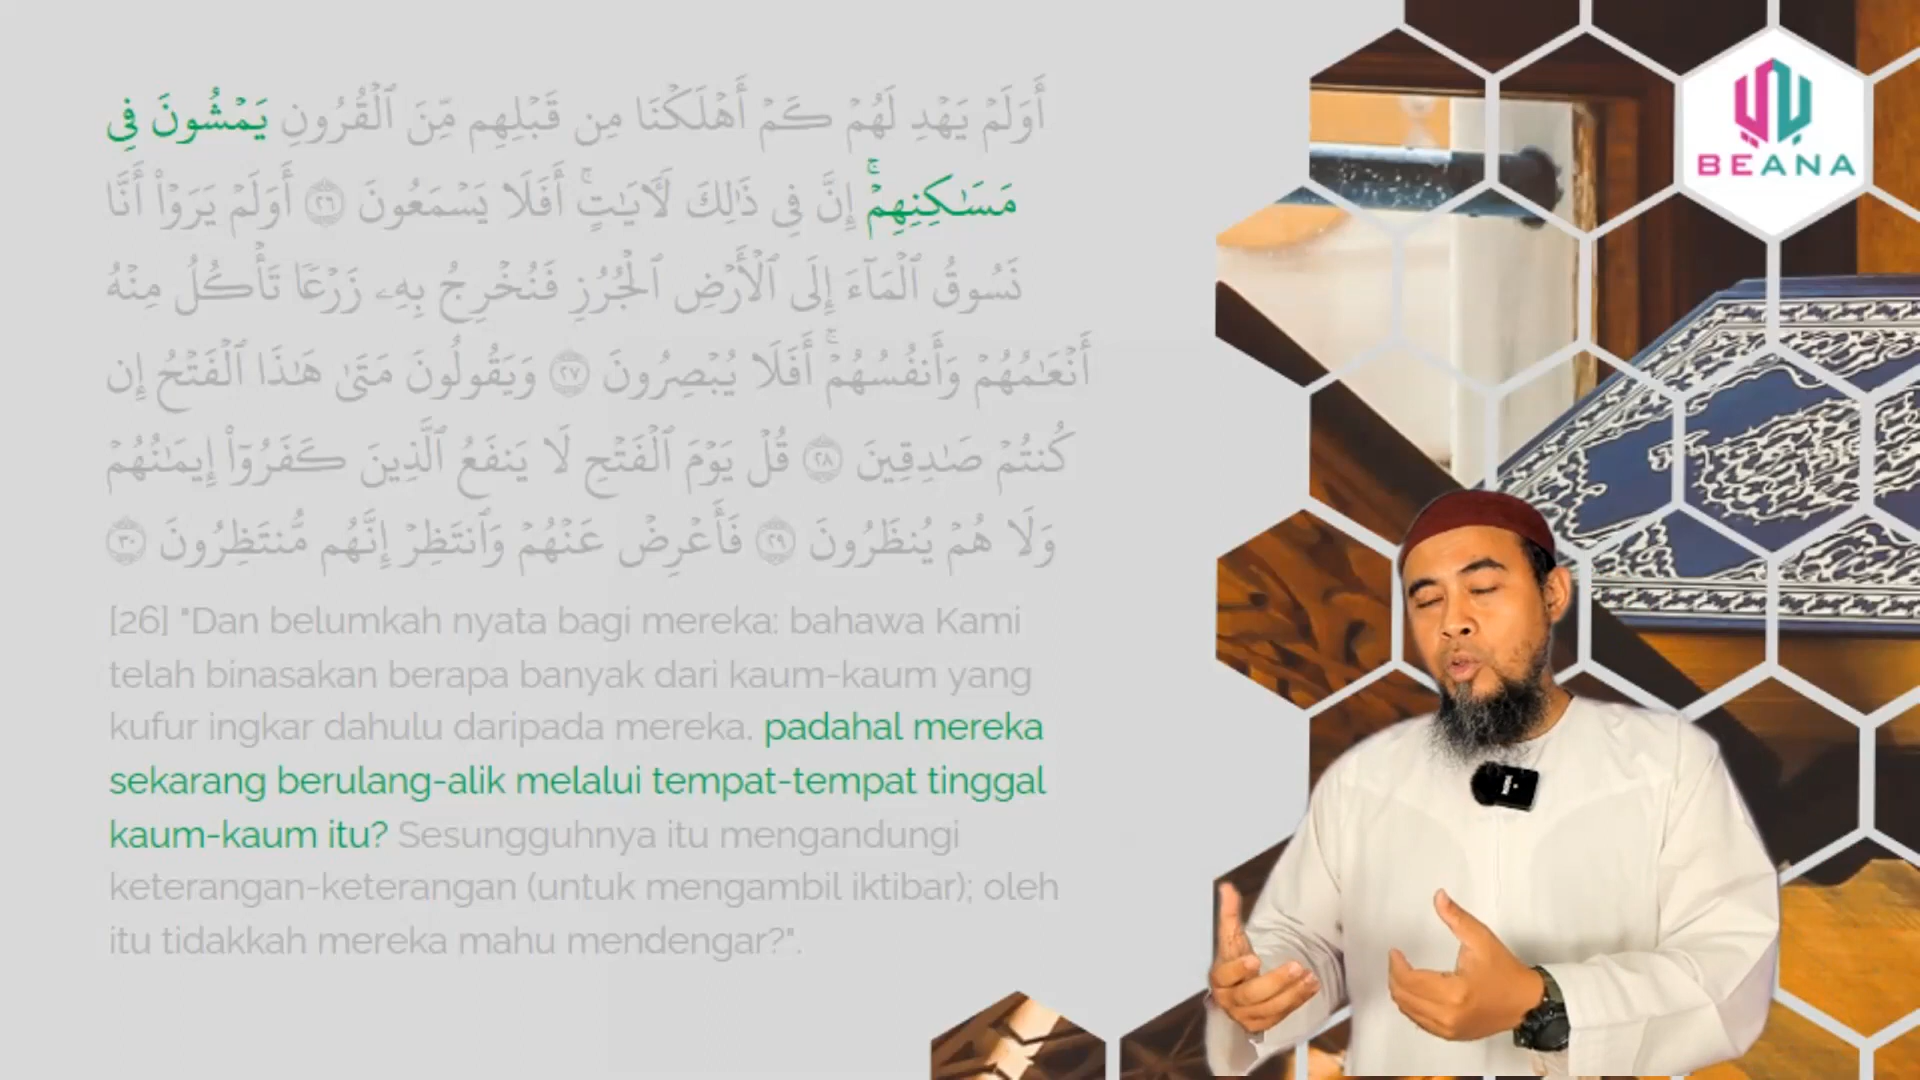 أَوَلَمْ يَهْدِ لَهُمْ كَمْ أَهْلَكْنَا مِن قَبْلِهِم مِّنَ ٱلْقُرُونِ يَمْشُونَ فِى
مَسَـٰكِنِهِمْ ۚ إِنَّ فِى ذَٰلِكَ لَـَٔايَـٰتٍ ۚ أَفَلَا يَسْمَعُونَ ٢٦ أَوَلَمْ يَرَوْا۟ أَنَّا
نَسُوقُ ٱلْمَآءَ إِلَى ٱلْأَرْضِ ٱلْجُرُزِ فَنُخْرِجُ بِهِۦ زَرْعًا تَأْكُلُ مِنْهُ
أَنْعَـٰمُهُمْ وَأَنفُسُهُمْ ۚ أَفَلَا يُبْصِرُونَ ٢٧ وَيَقُولُونَ مَتَىٰ هَـٰذَا ٱلْفَتْحُ إِن
كُنتُمْ صَـٰدِقِينَ ٢٨ قُلْ يَوْمَ ٱلْفَتْحِ لَا يَنفَعُ ٱلَّذِينَ كَفَرُوٓا۟ إِيمَـٰنُهُمْ
وَلَا هُمْ يُنظَرُونَ ٢٩ فَأَعْرِضْ عَنْهُمْ وَٱنتَظِرْ إِنَّهُم مُّنتَظِرُونَ ٣٠
[26] "Dan belumkah nyata bagi mereka: bahawa Kami
telah binasakan berapa banyak dari kaum-kaum yang
kufur ingkar dahulu daripada mereka, padahal mereka
sekarang berulang-alik melalui tempat-tempat tinggal
kaum-kaum itu? Sesungguhnya itu mengandungi
keterangan-keterangan (untuk mengambil iktibar); oleh
itu tidakkah mereka mahu mendengar?".
BEANA